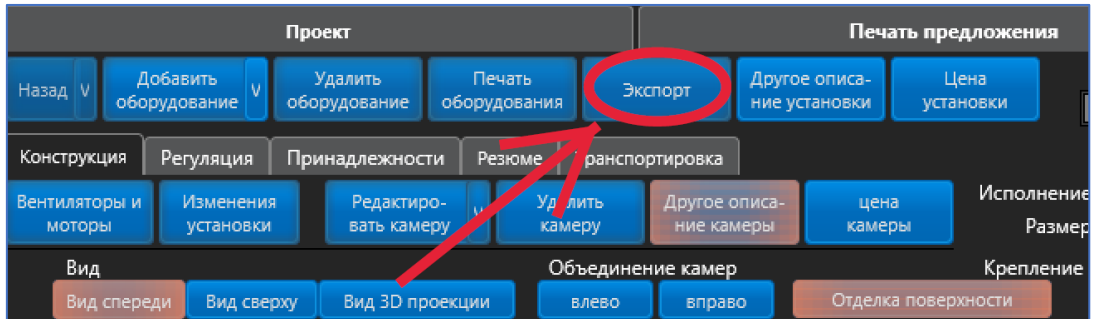 Проект
Печать предложения
Назад V
Добавить
оборудование V
Удалить
оборудование
Печать
оборудования
Экспорт
Другое описа-
ние установки
Цена
установки
Конструкция
Регуляция
Принадлежности
Резюме
Транспортировка
Вентиляторы и
моторы
Изменения
установки
Редактиро-
вать камеру
Удалить
камеру
Другое описа-
ние камеры
цена
камеры
Исполнение
Размер
Вид
Объединение камер
Крепление
Вид спереди
Вид сверху
Вид 3D проекции
влево
вправо
Отделка поверхности